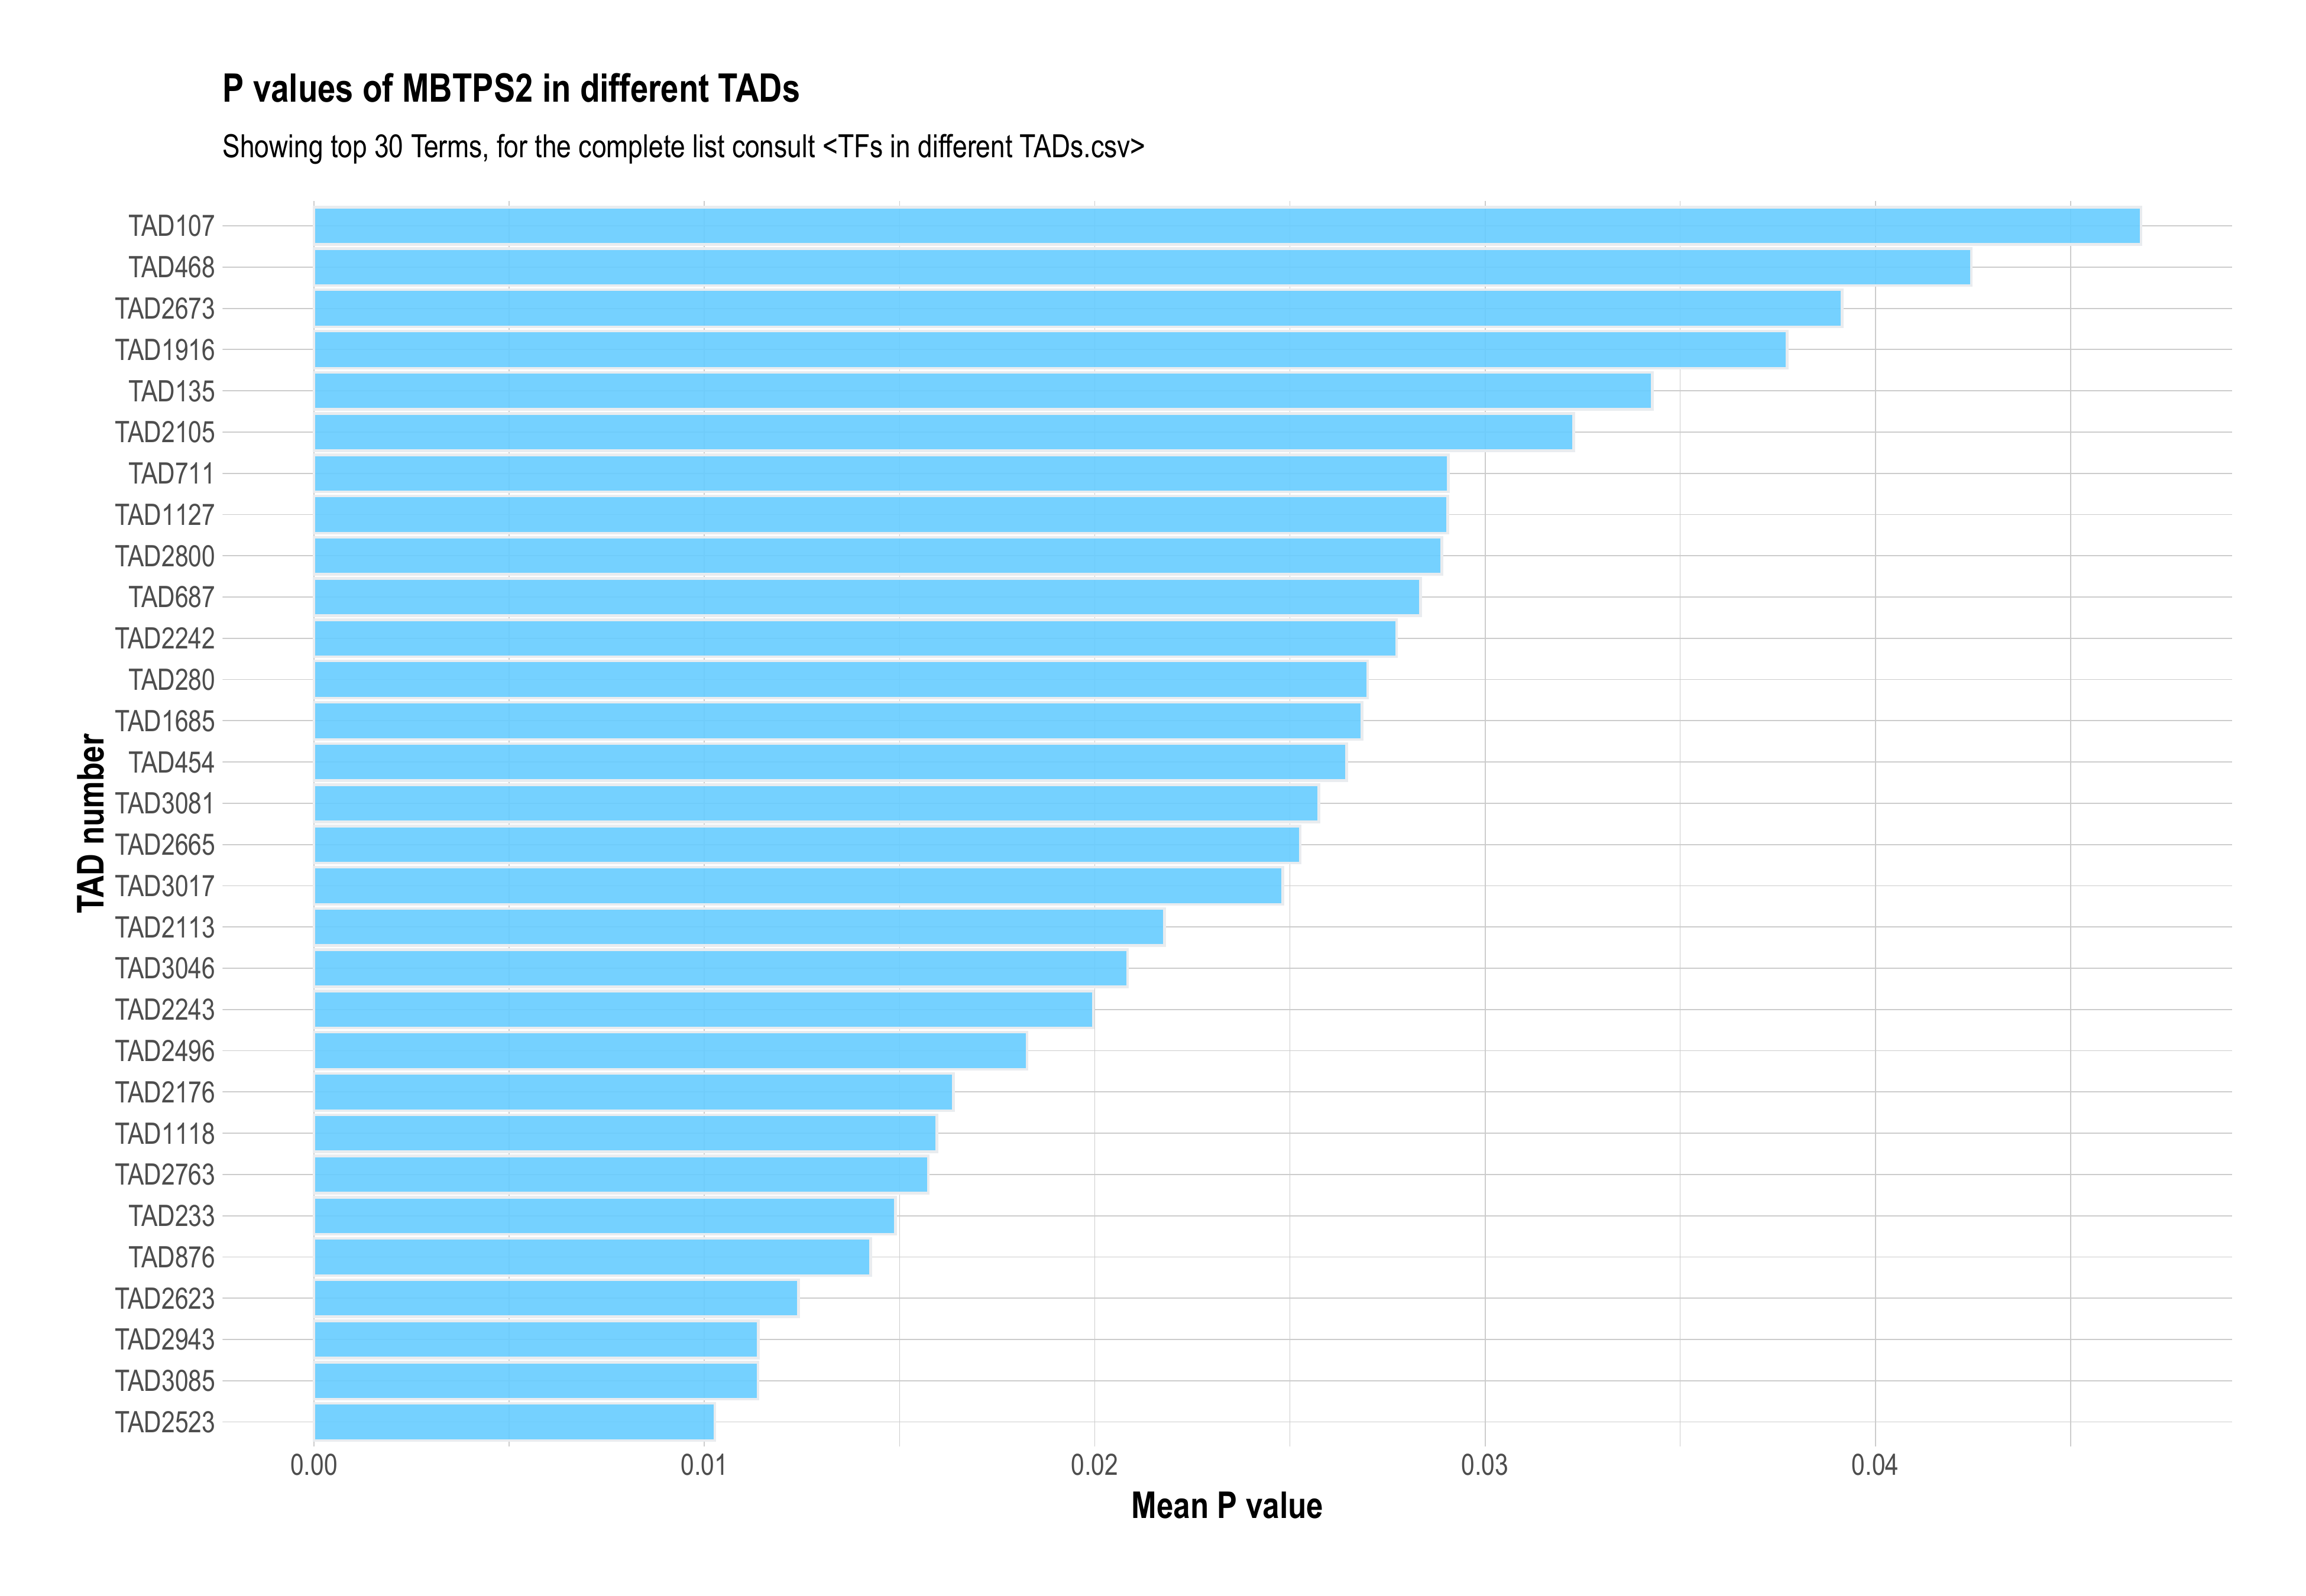 P values of MBTPS2 in different TADs
Showing top 30 Terms, for the complete list consult <TFs in different TADs.csv>
TAD number
TAD107
TAD468
TAD2673
TAD1916
TAD135
TAD2105
TAD711
TAD1127
TAD2800
TAD687
TAD2242
TAD280
TAD1685
TAD454
TAD3081
TAD2665
TAD3017
TAD2113
TAD3046
TAD2243
TAD2496
TAD2176
TAD1118
TAD2763
TAD233
TAD876
TAD2623
TAD2943
TAD3085
TAD2523
0.00 0.01 0.02 0.03 0.04
Mean P value